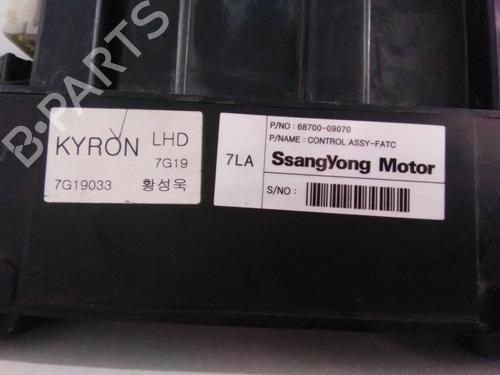 B-PARTS
KYRON LHD
7G19
7G19033 황성욱
7LA
P/NO : 68700-09070
P/NAME : CONTROL ASSY-FATC
SsangYong Motor
S/NO :